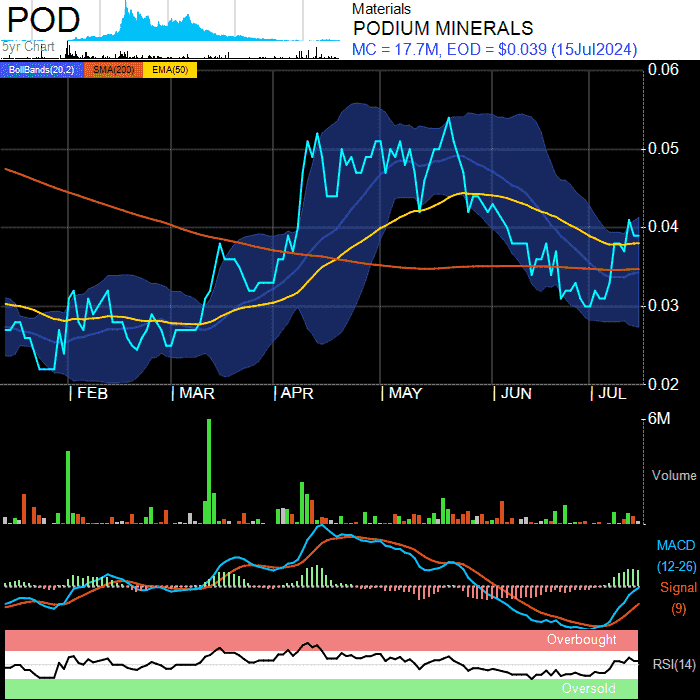 POD
5yr Chart
Materials
PODIUM MINERALS
MC = 17.7M, EOD = $0.039 (15Jul2024)
BollBands(20,2) SMA(200) EMA(50)
0.06
0.05
0.04
0.03
0.02
| FEB | MAR | APR | MAY | JUN | JUL
6M
Volume
MACD
(12-26)
Signal
(9)
Overbought
RSI(14)
Oversold